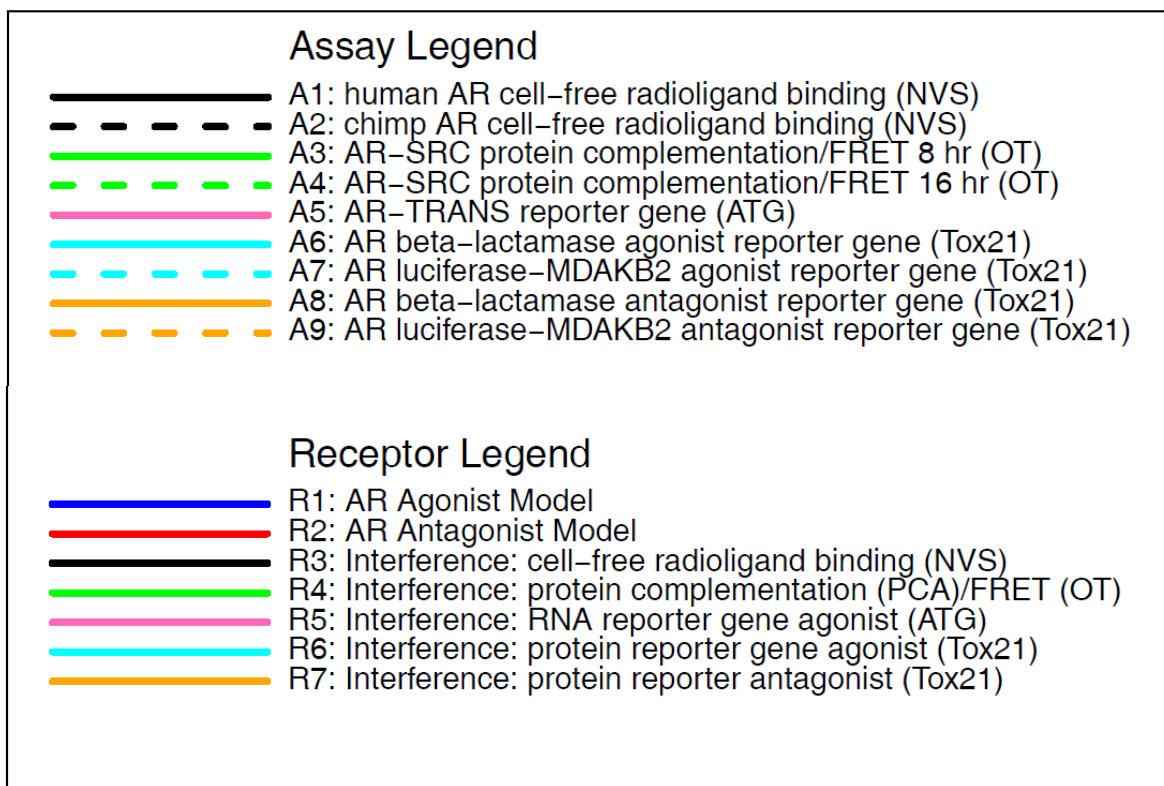 Assay Legend
A1: human AR cell−free radioligand binding (NVS)
A2: chimp AR cell−free radioligand binding (NVS)
A3: AR−SRC protein complementation/FRET 8 hr (OT)
A4: AR−SRC protein complementation/FRET 16 hr (OT)
A5: AR−TRANS reporter gene (ATG)
A6: AR beta−lactamase agonist reporter gene (Tox21)
A7: AR luciferase−MDAKB2 agonist reporter gene (Tox21)
A8: AR beta−lactamase antagonist reporter gene (Tox21)
A9: AR luciferase−MDAKB2 antagonist reporter gene (Tox21)
Receptor Legend
R1: AR Agonist Model
R2: AR Antagonist Model
R3: Interference: cell−free radioligand binding (NVS)
R4: Interference: protein complementation (PCA)/FRET (OT)
R5: Interference: RNA reporter gene agonist (ATG)
R6: Interference: protein reporter gene agonist (Tox21)
R7: Interference: protein reporter antagonist (Tox21)